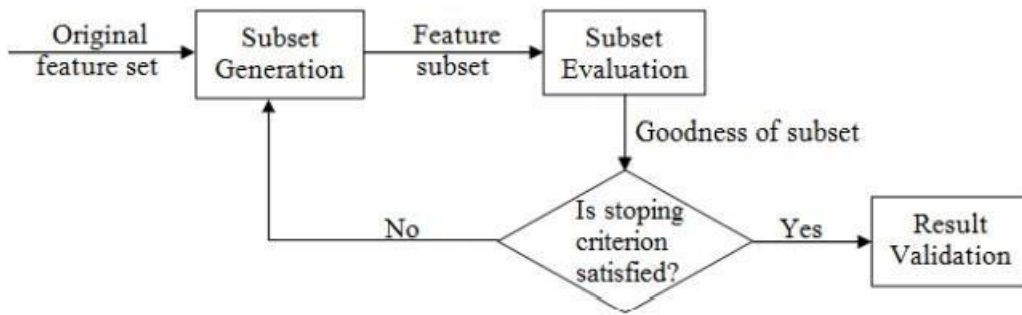 Original
feature set
Subset
Generation
Feature
subset
Subset
Evaluation
Goodness of subset
Is stoping
criterion
satisfied?
No
Yes
Result
Validation